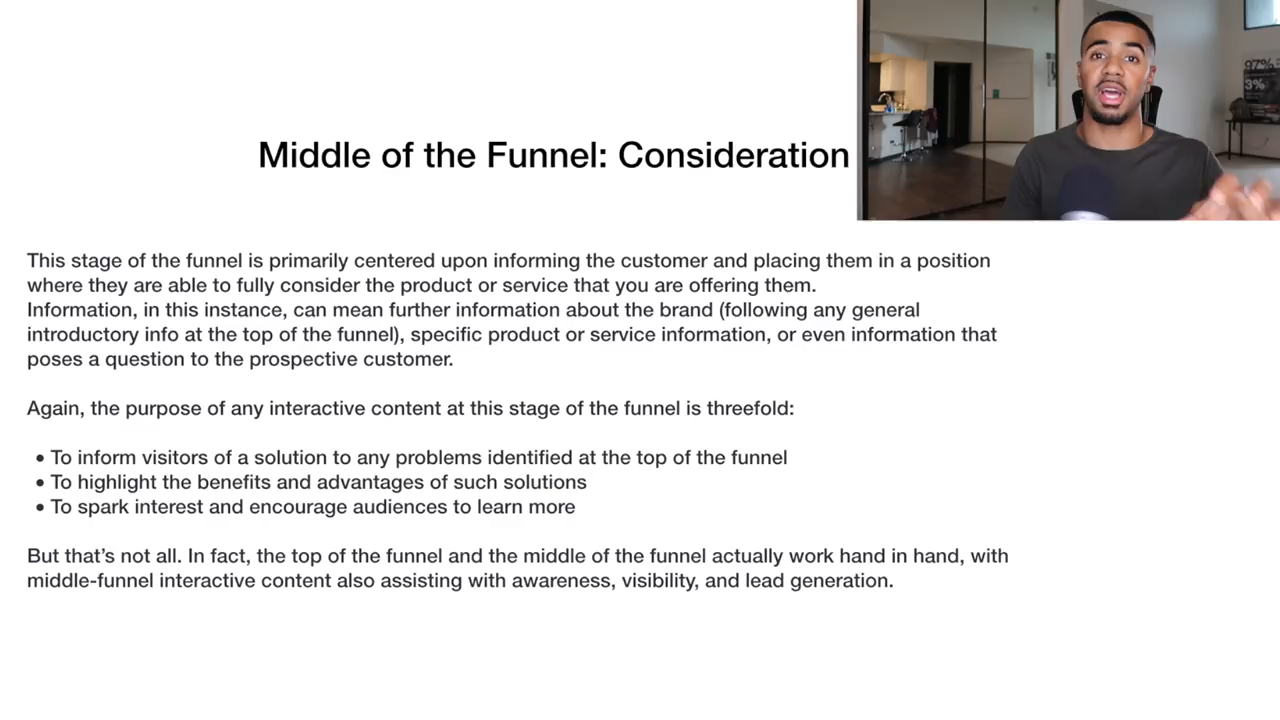 Middle of the Funnel: Consideration
97%
3%
This stage of the funnel is primarily centered upon informing the customer and placing them in a position
where they are able to fully consider the product or service that you are offering them.
Information, in this instance, can mean further information about the brand (following any general
introductory info at the top of the funnel), specific product or service information, or even information that
poses a question to the prospective customer.
Again, the purpose of any interactive content at this stage of the funnel is threefold:
• To inform visitors of a solution to any problems identified at the top of the funnel
• To highlight the benefits and advantages of such solutions
• To spark interest and encourage audiences to learn more
But that’s not all. In fact, the top of the funnel and the middle of the funnel actually work hand in hand, with
middle-funnel interactive content also assisting with awareness, visibility, and lead generation.